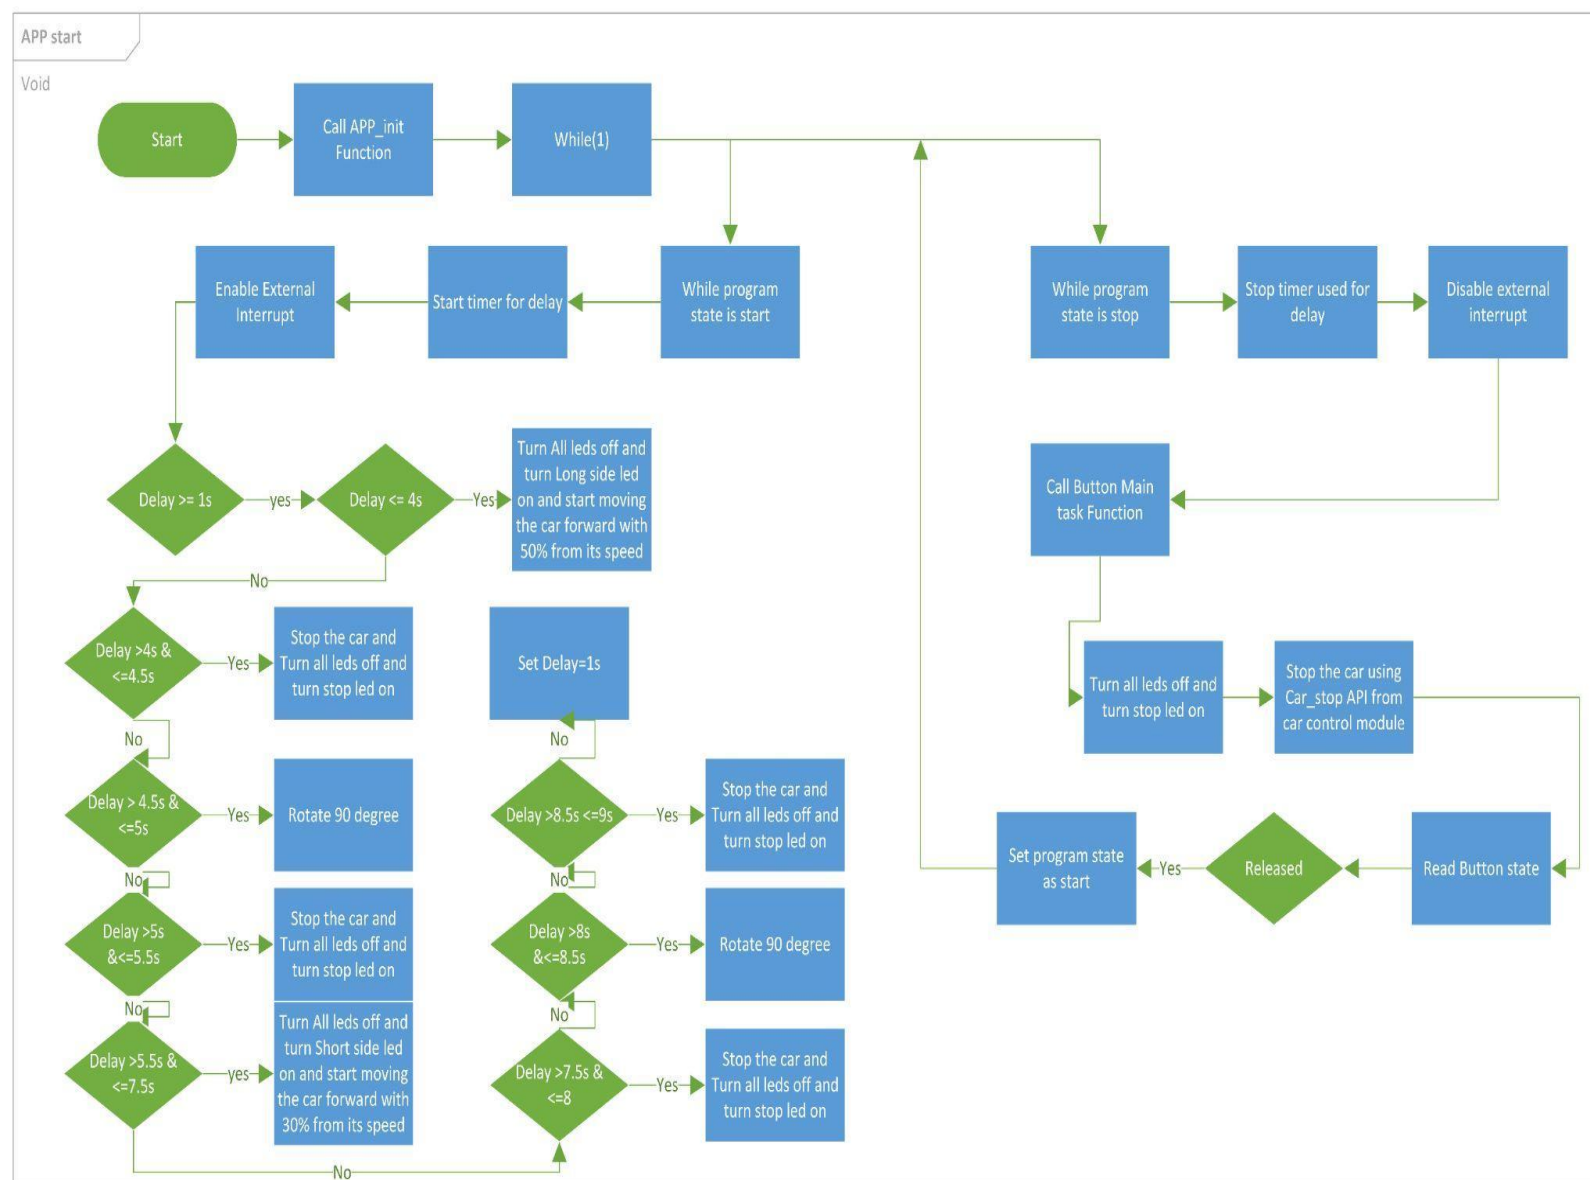 APP start
Void
Start
Call APP_init
Function
While(1)
Enable External
Interrupt
Start timer for delay
While program
state is start
While program
state is stop
Stop timer used for
delay
Disable external
interrupt
Delay >= 1s
yes
Delay <= 4s
Yes
Turn All leds off and
turn Long side led
on and start moving
the car forward with
50% from its speed
Call Button Main
task Function
No
Delay >4s &
<=4.5s
Yes
Stop the car and
Turn all leds off and
turn stop led on
Set Delay=1s
Turn all leds off and
turn stop led on
Stop the car using
Car_stop API from
car control module
No
No
Delay > 4.5s &
<=5s
Yes
Rotate 90 degree
Delay >8.5s <=9s
Yes
Stop the car and
Turn all leds off and
turn stop led on
Set program state
as start
Yes
Released
Read Button state
No
No
Delay >5s
&<=5.5s
Yes
Stop the car and
Turn all leds off and
turn stop led on
Delay >8s
&<=8.5s
Yes
Rotate 90 degree
No
No
Delay >5.5s &
<=7.5s
yes
Turn All leds off and
turn Short side led
on and start moving
the car forward with
30% from its speed
Delay >7.5s &
<=8
Yes
Stop the car and
Turn all leds off and
turn stop led on
No